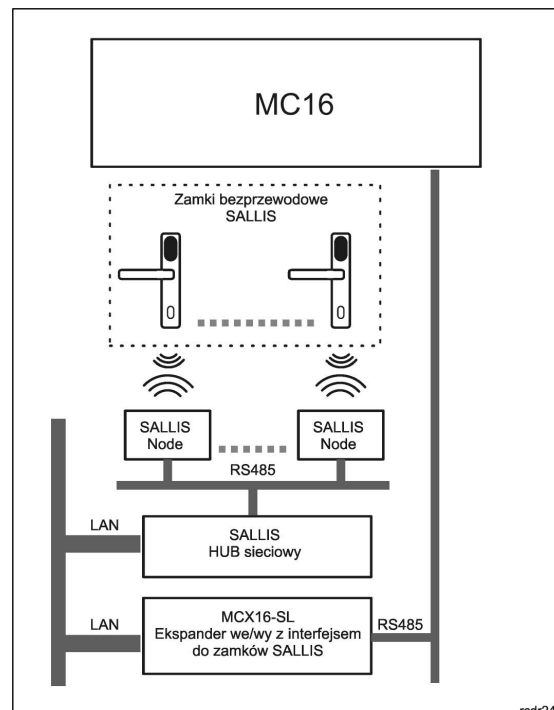 MC16
Zamki bezprzewodowe
SALLIS
SALLIS
Node
SALLIS
Node
RS485
LAN
SALLIS
HUB sieciowy
LAN
MCX16-SL
Ekspander we/wy z interfejsem
do zamków SALLIS
RS485